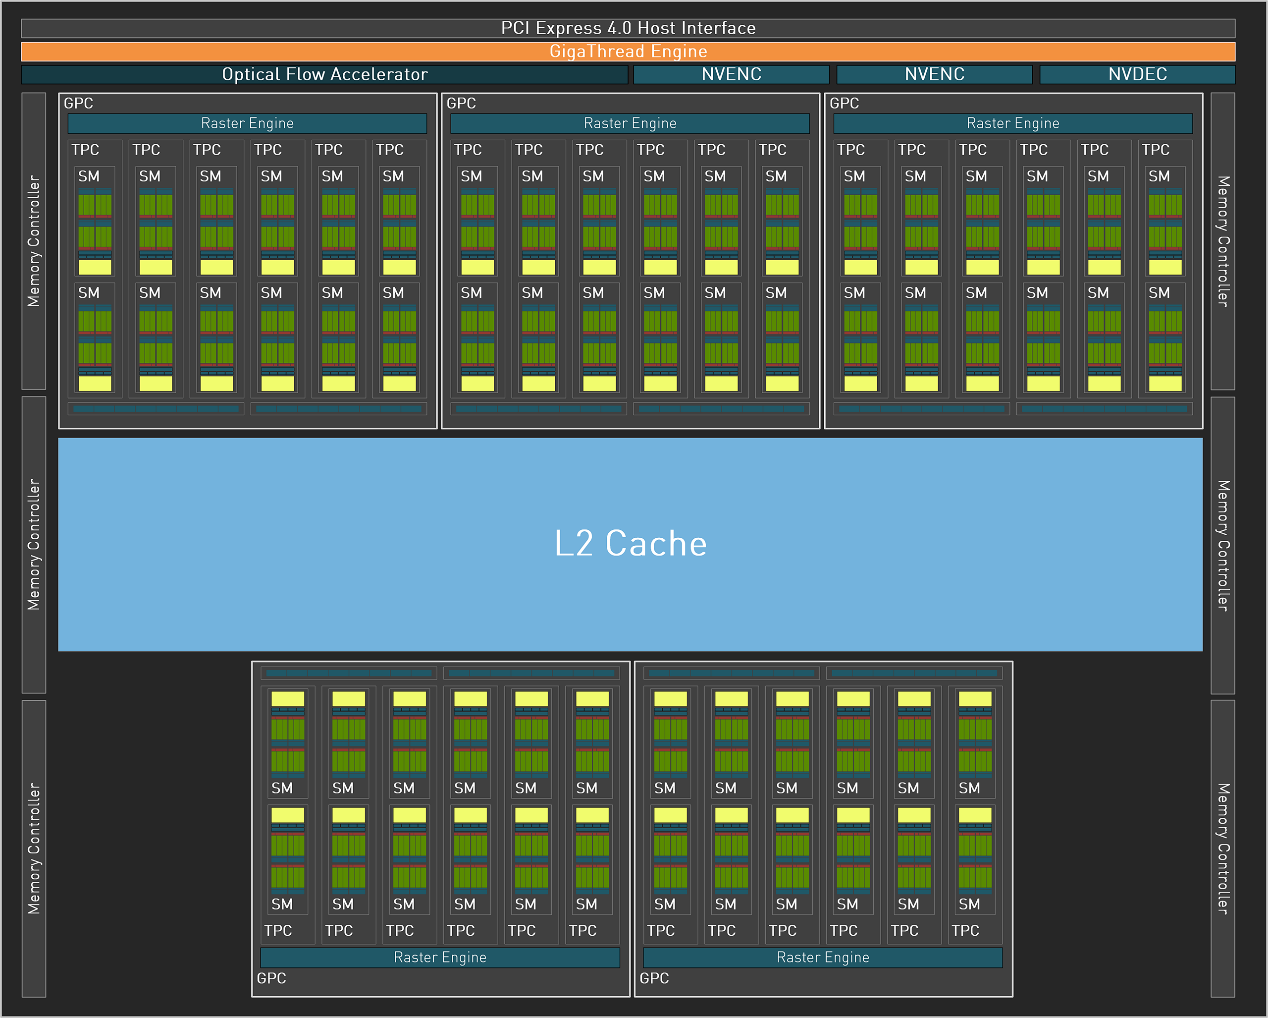 PCI Express 4.0 Host Interface
GigaThread Engine
Optical Flow Accelerator NVENC NVENC NVDEC
GPC GPC GPC
Raster Engine Raster Engine Raster Engine
TPC TPC TPC TPC TPC TPC TPC TPC TPC TPC TPC TPC TPC TPC TPC TPC TPC TPC
SM SM SM SM SM SM SM SM SM SM SM SM SM SM SM SM SM SM
Memory Controller Memory Controller
SM SM SM SM SM SM SM SM SM SM SM SM SM SM SM SM SM SM
L2 Cache
Memory Controller Memory Controller
SM SM SM SM SM SM SM SM SM SM SM SM
Memory Controller Memory Controller
SM SM SM SM SM SM SM SM SM SM SM SM
TPC TPC TPC TPC TPC TPC TPC TPC TPC TPC TPC TPC
Raster Engine Raster Engine
GPC GPC